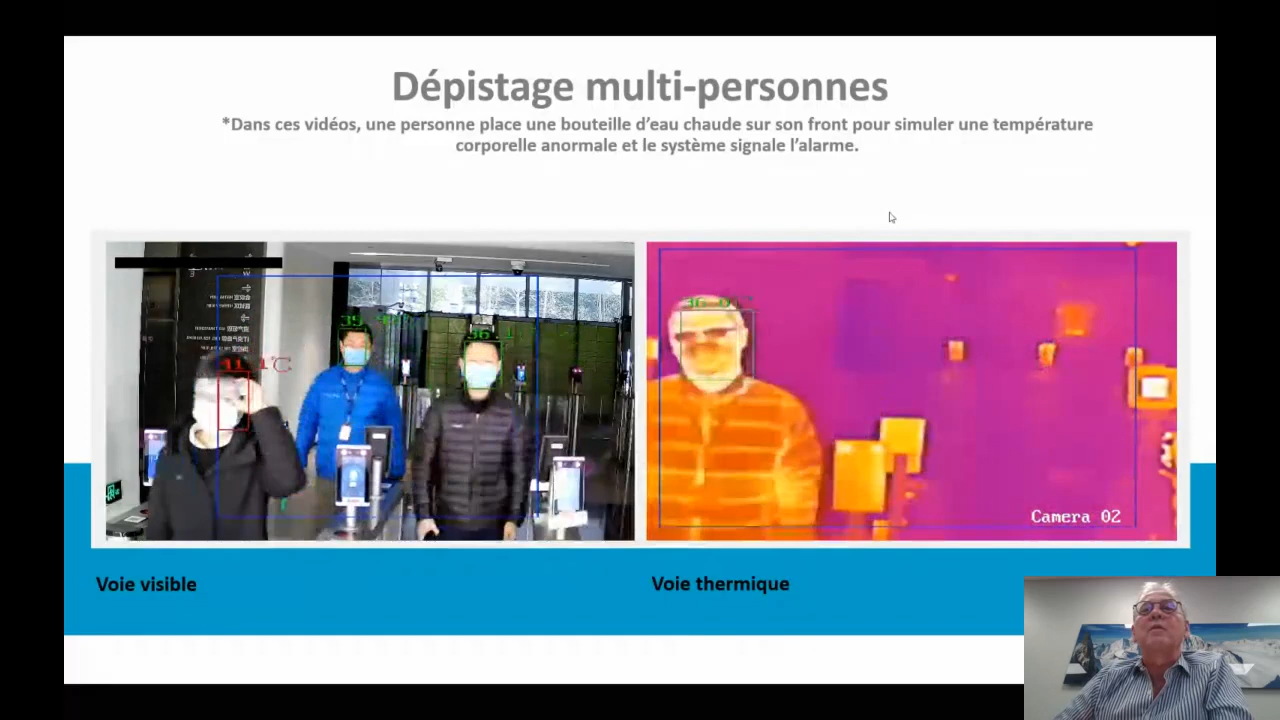 Dépistage multi-personnes
*Dans ces vidéos, une personne place une bouteille d'eau chaude sur son front pour simuler une température
corporelle anormale et le système signale l'alarme.
Camera 02
Voie visible
Voie thermique